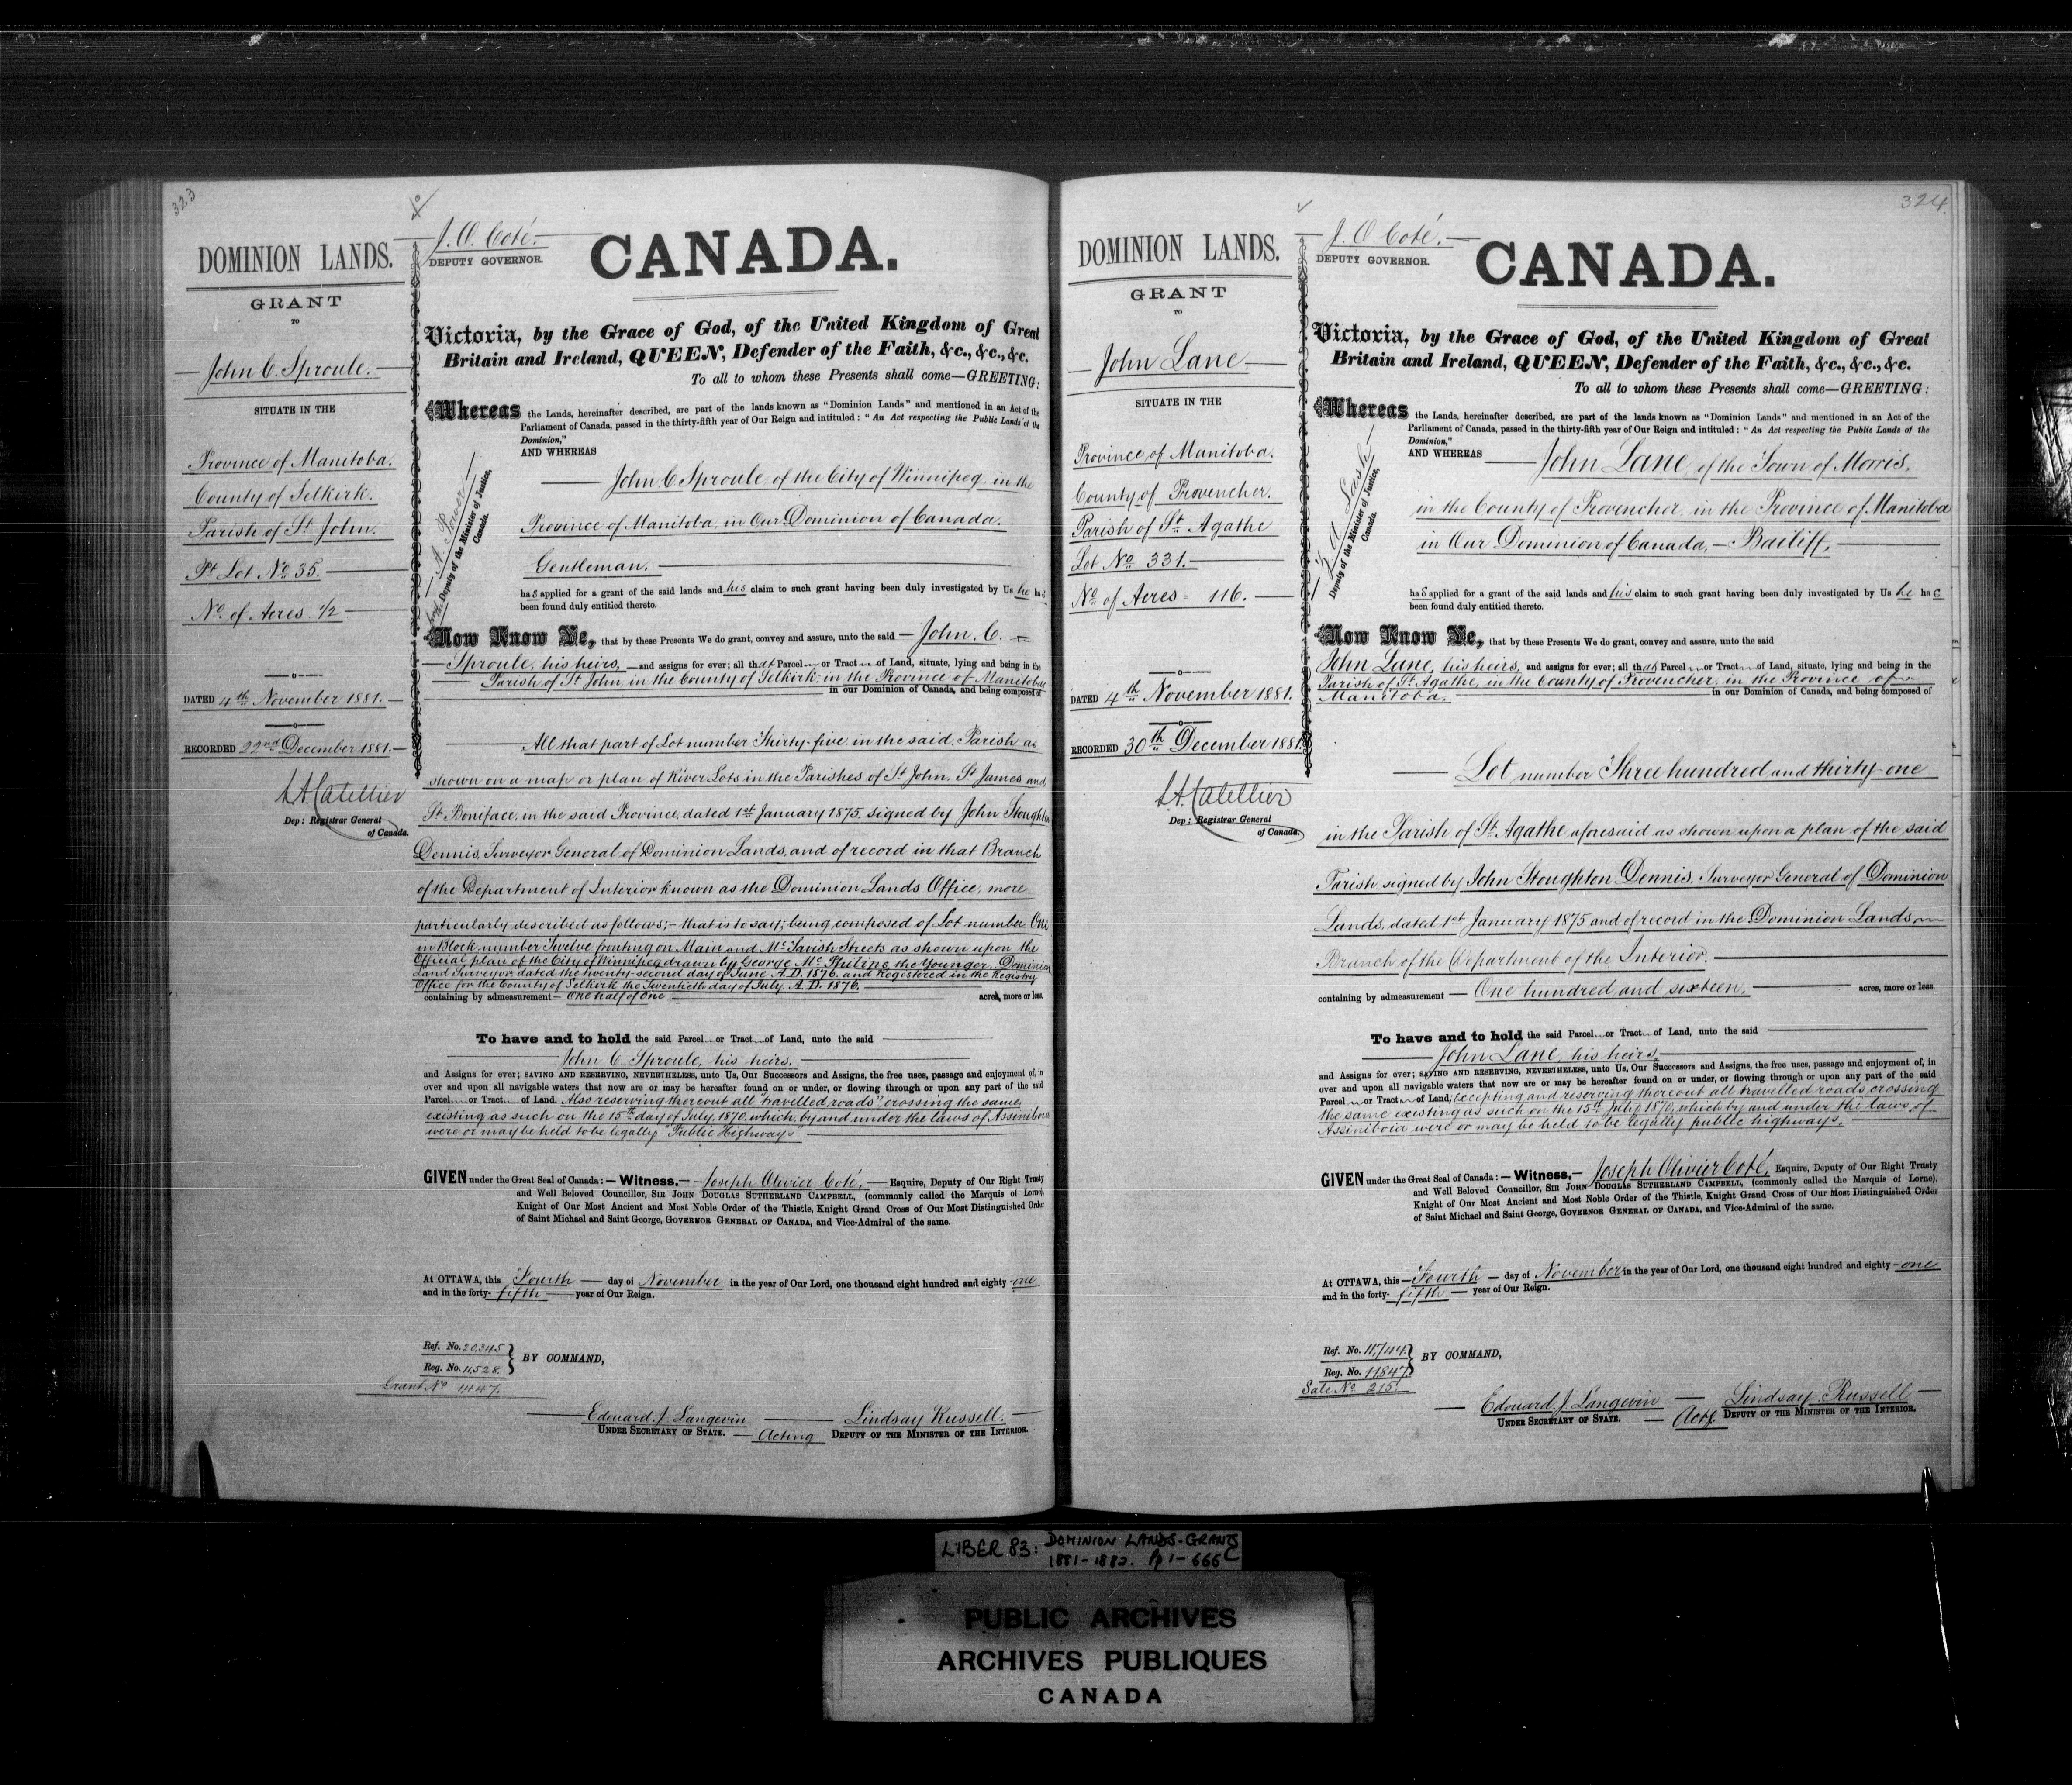 323
DOMINION LANDS.
GRANT
TO
John C. Sproule.
SITUATE IN THE
Province of Manitoba.
County of Selkirk.
Parish of St John.
Pt Lot No 35.
No. of Acres 1/2
DATED 4th November 1881.
RECORDED 22nd December 1881.
L.A. Catellier
Dep: Registrar General
of Canada.
J. O. Coté.
DEPUTY GOVERNOR.
CANADA.
Victoria, by the Grace of God, of the United Kingdom of Great
Britain and Ireland, QUEEN, Defender of the Faith, &c., &c., &c.
To all to whom these Presents shall come—GREETING:
A Power
Deputy of the Minister of Justice,
Canada.
Whereas the Lands, hereinafter described, are part of the lands known as "Dominion Lands" and mentioned in an Act of the
Parliament of Canada, passed in the thirty-fifth year of Our Reign and intituled: "An Act respecting the Public Lands of the
Dominion,"
AND WHEREAS
John C Sproule, of the City of Winnipeg, in the
Province of Manitoba, in Our Dominion of Canada.
Gentleman.
has applied for a grant of the said lands and his claim to such grant having been duly investigated by Us he has
been found duly entitled thereto.
Now Know Ye, that by these Presents We do grant, convey and assure, unto the said — John. C. —
Sproule, his heirs, and assigns for ever; all that Parcel or Tract of Land, situate, lying and being in the
Parish of St John, in the County of Selkirk, in the Province of Manitoba
in our Dominion of Canada, and being composed of
All that part of Lot number Thirty-five in the said Parish as
shown on a map or plan of River Lots in the Parishes of St John, St James and
St Boniface, in the said Province, dated 1st January 1875, signed by John Stoughton
Dennis, Surveyor General of Dominion Lands, and of record in that Branch
of the Department of Interior known as the Dominion Lands Office, more
particularly described as follows;- that is to say; being composed of Lot number One
in Block number Twelve fronting on Main and McTavish Streets as shown upon the
Official plan of the City of Winnipeg drawn by George McPhilips, the Younger, Dominion
Land Surveyor, dated the twenty-second day of June A.D. 1876, and Registered in the Registry
Office for the County of Selkirk the Twentieth day of July A.D. 1876.
containing by admeasurement — One half of One acre, more or less.
To have and to hold the said Parcel or Tract of Land, unto the said
John C Sproule, his heirs,
and Assigns for ever; SAVING AND RESERVING, NEVERTHELESS, unto Us, Our Successors and Assigns, the free uses, passage and enjoyment of, in
over and upon all navigable waters that now are or may be hereafter found on or under, or flowing through or upon any part of the said
Parcel or Tract of Land. Also reserving thereout all "travelled roads" crossing the same,
existing as such on the 15th day of July, 1870, which, by and under the laws of Assiniboia
were or may be held to be legally "Public Highways"
GIVEN under the Great Seal of Canada:—Witness,— Joseph Olivier Coté, — Esquire, Deputy of Our Right Trusty
and Well Beloved Councillor, SIR JOHN DOUGLAS SUTHERLAND CAMPBELL, (commonly called the Marquis of Lorne),
Knight of Our Most Ancient and Most Noble Order of the Thistle, Knight Grand Cross of Our Most Distinguished Order
of Saint Michael and Saint George, GOVERNOR GENERAL OF CANADA, and Vice-Admiral of the same.
At OTTAWA, this Fourth — day of November in the year of Our Lord, one thousand eight hundred and eighty-one
and in the forty-fifth — year of Our Reign.
Ref. No. 20,345
Reg. No. 11,528.
BY COMMAND,
Grant No 1447.
Edouard. J. Langevin. — Lindsay Russell.
UNDER SECRETARY OF STATE. — Acting DEPUTY OF THE MINISTER OF THE INTERIOR.
324.
DOMINION LANDS.
GRANT
TO
John Lane
SITUATE IN THE
Province of Manitoba.
County of Provencher.
Parish of St Agathe
Lot No 331.
No. of Acres = 116.
DATED 4th November 1881.
RECORDED 30th December 1881.
L.A. Catellier
Dep: Registrar General
of Canada.
J. O. Coté.
DEPUTY GOVERNOR.
CANADA.
Victoria, by the Grace of God, of the United Kingdom of Great
Britain and Ireland, QUEEN, Defender of the Faith, &c., &c., &c.
To all to whom these Presents shall come—GREETING:
Z A Lash
Deputy of the Minister of Justice,
Canada.
Whereas the Lands, hereinafter described, are part of the lands known as "Dominion Lands" and mentioned in an Act of the
Parliament of Canada, passed in the thirty-fifth year of Our Reign and intituled: "An Act respecting the Public Lands of the
Dominion,"
AND WHEREAS — John Lane, of the Town of Morris,
in the County of Provencher, in the Province of Manitoba
in Our Dominion of Canada, — Bailiff,
has applied for a grant of the said lands and his claim to such grant having been duly investigated by Us he has
been found duly entitled thereto.
Now Know Ye, that by these Presents We do grant, convey and assure, unto the said
John Lane, his heirs, and assigns for ever; all that Parcel or Tract of Land, situate, lying and being in the
Parish of St Agathe, in the County of Provencher, in the Province of
Manitoba. in our Dominion of Canada, and being composed of
Lot number Three hundred and thirty-one
in the Parish of St Agathe aforesaid as shown upon a plan of the said
Parish signed by John Stoughton Dennis, Surveyor General of Dominion
Lands, dated 1st January 1875 and of record in the Dominion Lands
Branch of the Department of the Interior.
containing by admeasurement — One hundred and sixteen. acres, more or less.
To have and to hold the said Parcel or Tract of Land, unto the said
John Lane, his heirs,
and Assigns for ever; SAVING AND RESERVING, NEVERTHELESS, unto Us, Our Successors and Assigns, the free uses, passage and enjoyment of, in
over and upon all navigable waters that now are or may be hereafter found on or under, or flowing through or upon any part of the said
Parcel or Tract of Land, excepting and reserving thereout all travelled roads crossing
the same existing as such on the 15th July 1870, which by and under the laws of
Assiniboia were or may be held to be legally public highways.
GIVEN under the Great Seal of Canada:—Witness,— Joseph Olivier Coté, Esquire, Deputy of Our Right Trusty
and Well Beloved Councillor, SIR JOHN DOUGLAS SUTHERLAND CAMPBELL, (commonly called the Marquis of Lorne),
Knight of Our Most Ancient and Most Noble Order of the Thistle, Knight Grand Cross of Our Most Distinguished Order
of Saint Michael and Saint George, GOVERNOR GENERAL OF CANADA, and Vice-Admiral of the same.
At OTTAWA, this — Fourth — day of November in the year of Our Lord, one thousand eight hundred and eighty-one
and in the forty-fifth — year of Our Reign.
Ref. No.
Reg. No. 11847.
BY COMMAND,
Sale No 215.
Edouard. J. Langevin — Lindsay Russell
UNDER SECRETARY OF STATE. — Actg. DEPUTY OF THE MINISTER OF THE INTERIOR.
LIBER 83: DOMINION LANDS-GRANTS
1881-1882. Pp 1-666
PUBLIC ARCHIVES
ARCHIVES PUBLIQUES
CANADA